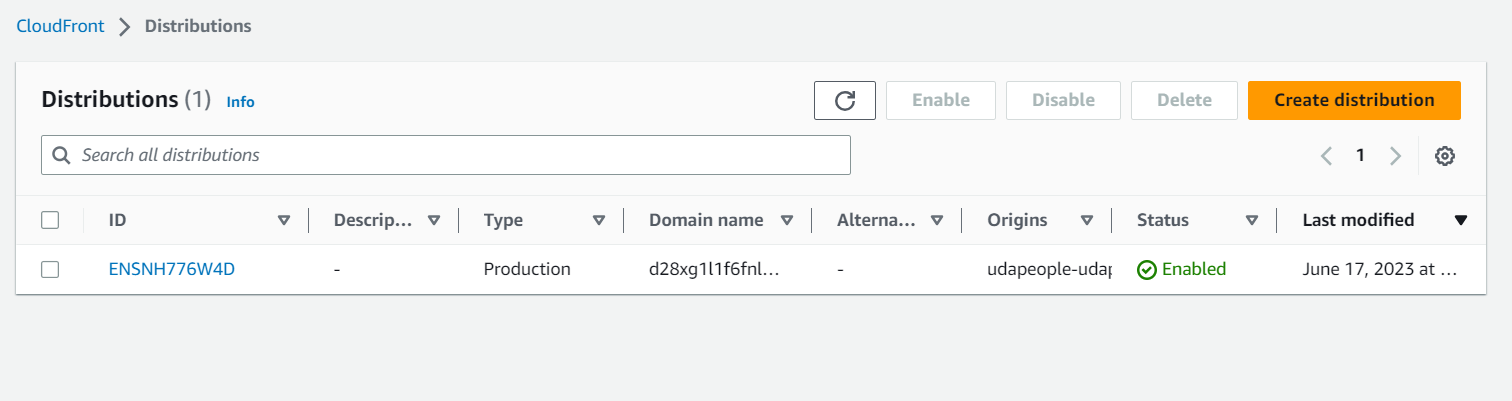 CloudFront Distributions
Distributions (1) Info
Enable Disable Delete Create distribution
Search all distributions
1
ID Descrip... Type Domain name Alterna... Origins Status Last modified
ENSNH776W4D - Production d28xg1l1f6fnl... - udapeople-udap Enabled June 17, 2023 at ...